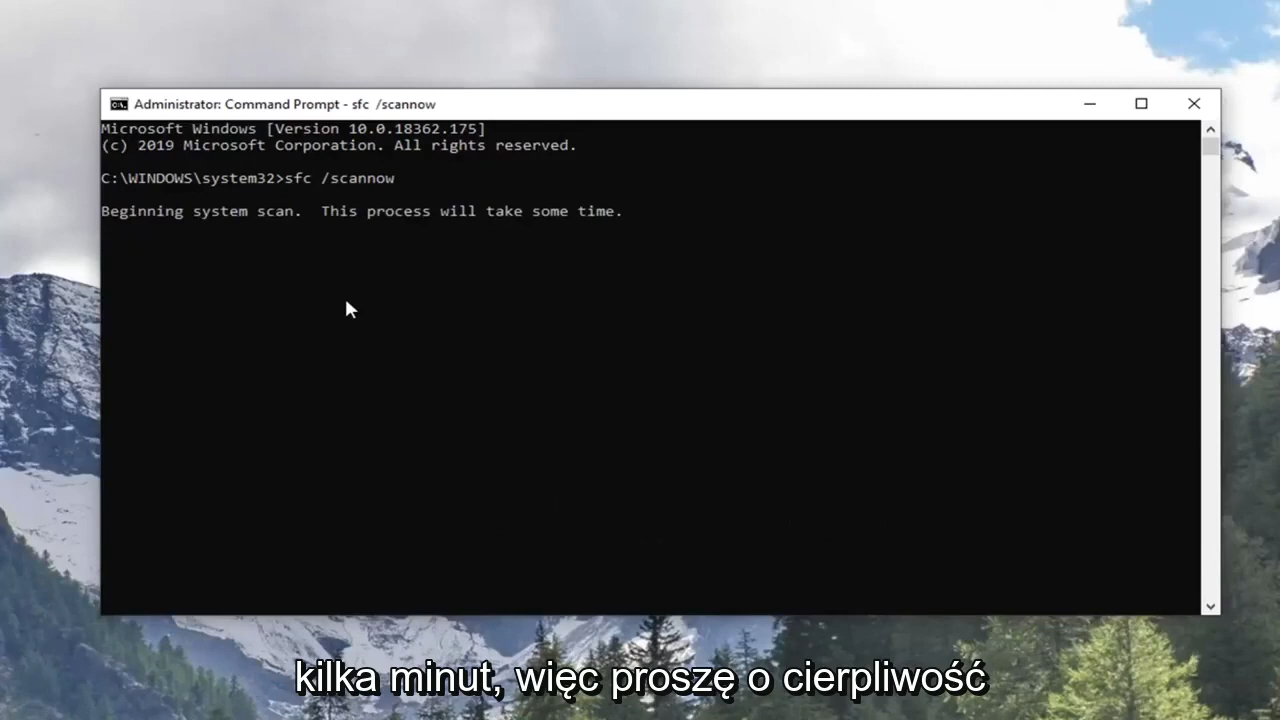 Administrator: Command Prompt - sfc  /scannow
Microsoft Windows [Version 10.0.18362.175]
(c) 2019 Microsoft Corporation. All rights reserved.
C:\WINDOWS\system32>sfc /scannow
Beginning system scan.  This process will take some time.
kilka minut, więc proszę o cierpliwość